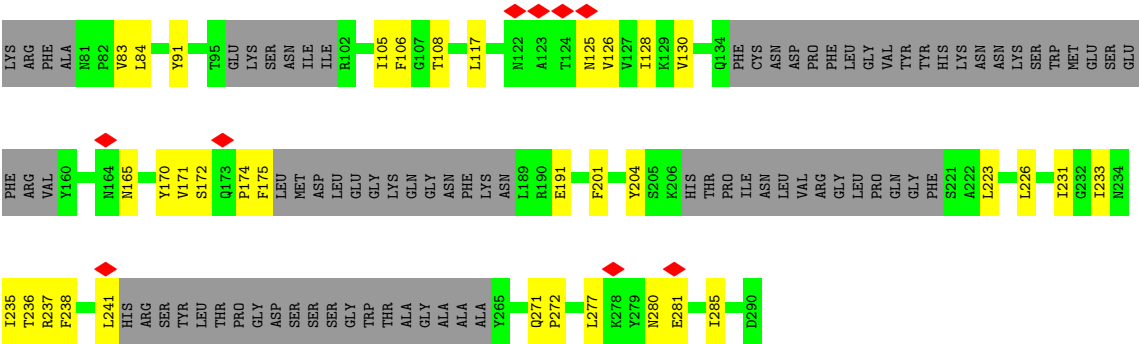 LYS ARG PHE ALA N81 P82 V83 L84 Y91 T95 GLU LYS SER ASN ILE ILE R102 I105 F106 G107 T108 L117 N122 A123 T124 N125 V126 V127 I128 K129 V130 Q134 PHE CYS ASN ASP PRO PHE LEU GLY VAL TYR TYR HIS LYS ASN ASN LYS SER TRP MET GLU SER GLU
PHE ARG VAL Y160 N164 N165 Y170 V171 S172 Q173 P174 F175 LEU MET ASP LEU GLU GLY LYS GLN GLY ASN PHE LYS ASN L189 R190 E191 F201 Y204 S205 K206 HIS THR PRO ILE ASN LEU VAL ARG GLY LEU PRO GLN GLY PHE S221 A222 L223 L226 I231 G232 I233 N234
I235 T236 R237 F238 L241 HIS ARG SER TYR LEU THR PRO GLY ASP SER SER SER GLY TRP THR ALA GLY ALA ALA ALA Y265 Q271 P272 L277 K278 Y279 N280 E281 I285 D290